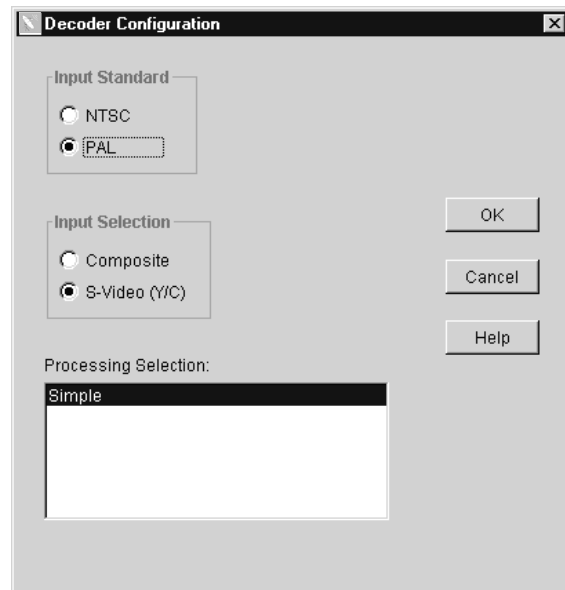 Decoder Configuration
Input Standard
NTSC
PAL
Input Selection
Composite
S-Video (Y/C)
OK
Cancel
Help
Processing Selection:
Simple